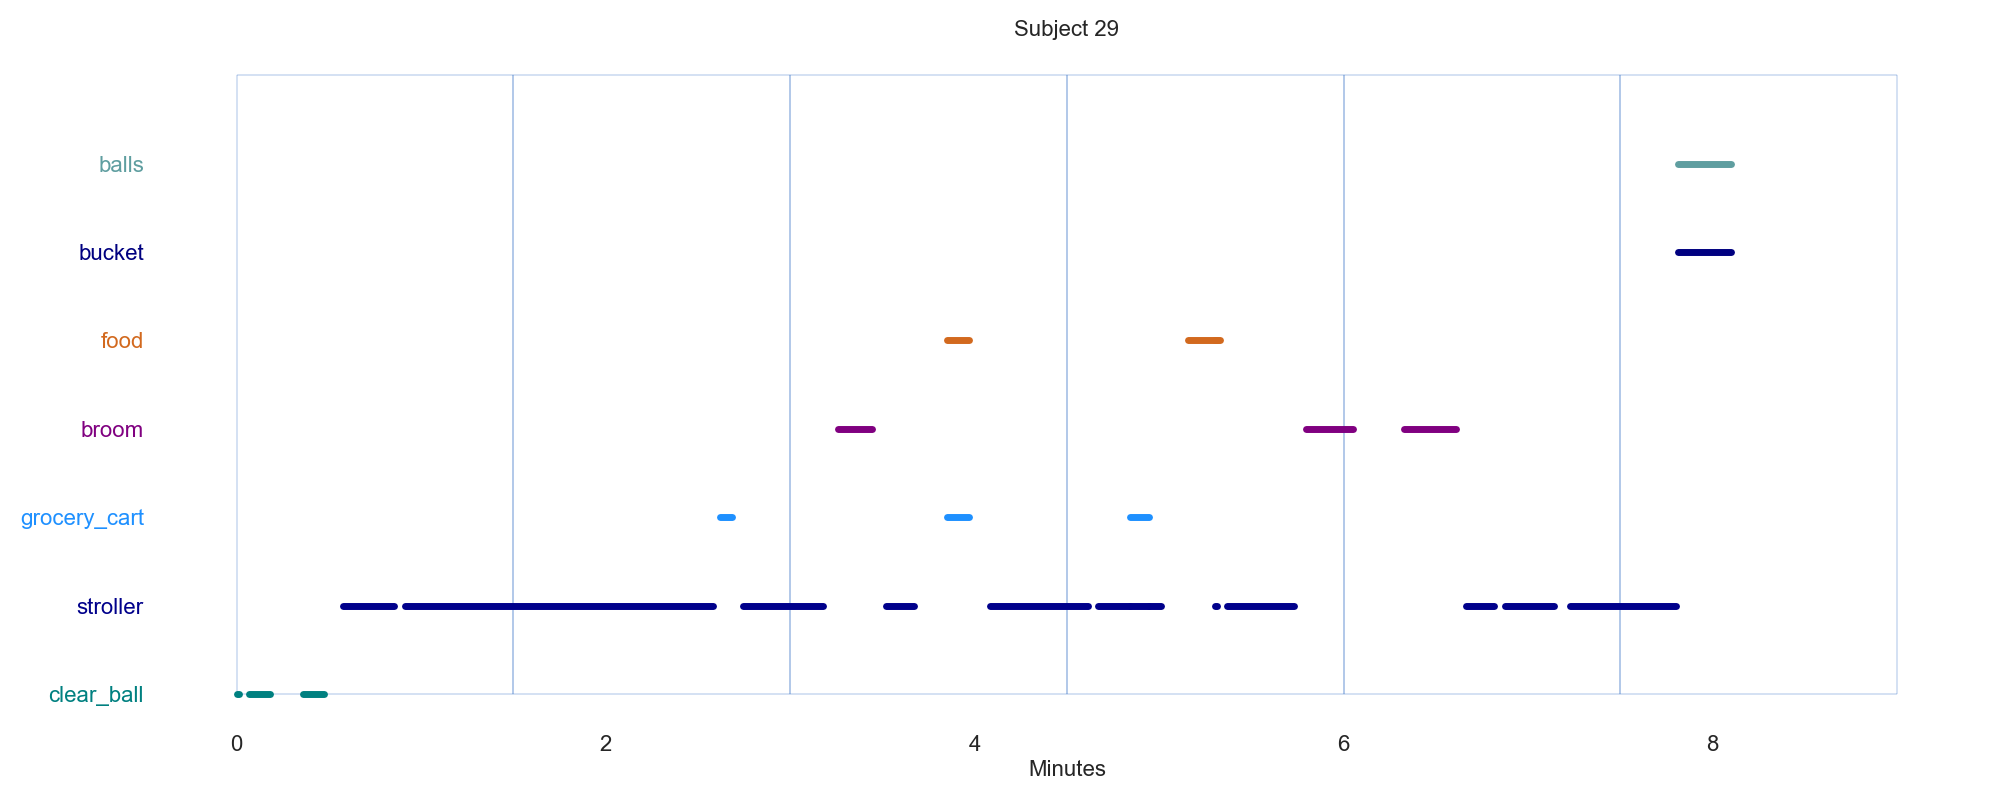 Subject 29
balls
bucket
food
broom
grocery_cart
stroller
clear_ball
0 2 4 6 8
Minutes